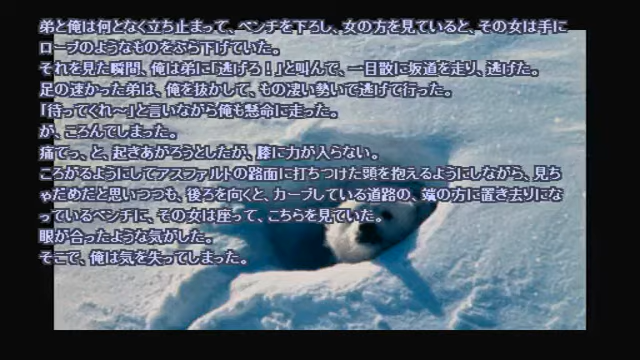 弟と俺は何となく立ち止まって、ベンチを下ろし、女の方を見ていると、その女は手に
ロープのようなものをぶら下げていた。
それを見た瞬間、俺は弟に「逃げろ！」と叫んで、一目散に坂道を走り、逃げた。
足の速かった弟は、俺を抜かして、もの凄い勢いで逃げて行った。
「待ってくれ～」と言いながら俺も懸命に走った。
が、ころんでしまった。
痛てっ、と、起きあがろうとしたが、膝に力が入らない。
ころがるようにしてアスファルトの路面に打ちつけた頭を抱えるようにしながら、見ち
ゃだめだと思いつつも、後ろを向くと、カーブしている道路の、端の方に置き去りにな
っているベンチに、その女は座って、こちらを見ていた。
眼が合ったような気がした。
そこで、俺は気を失ってしまった。